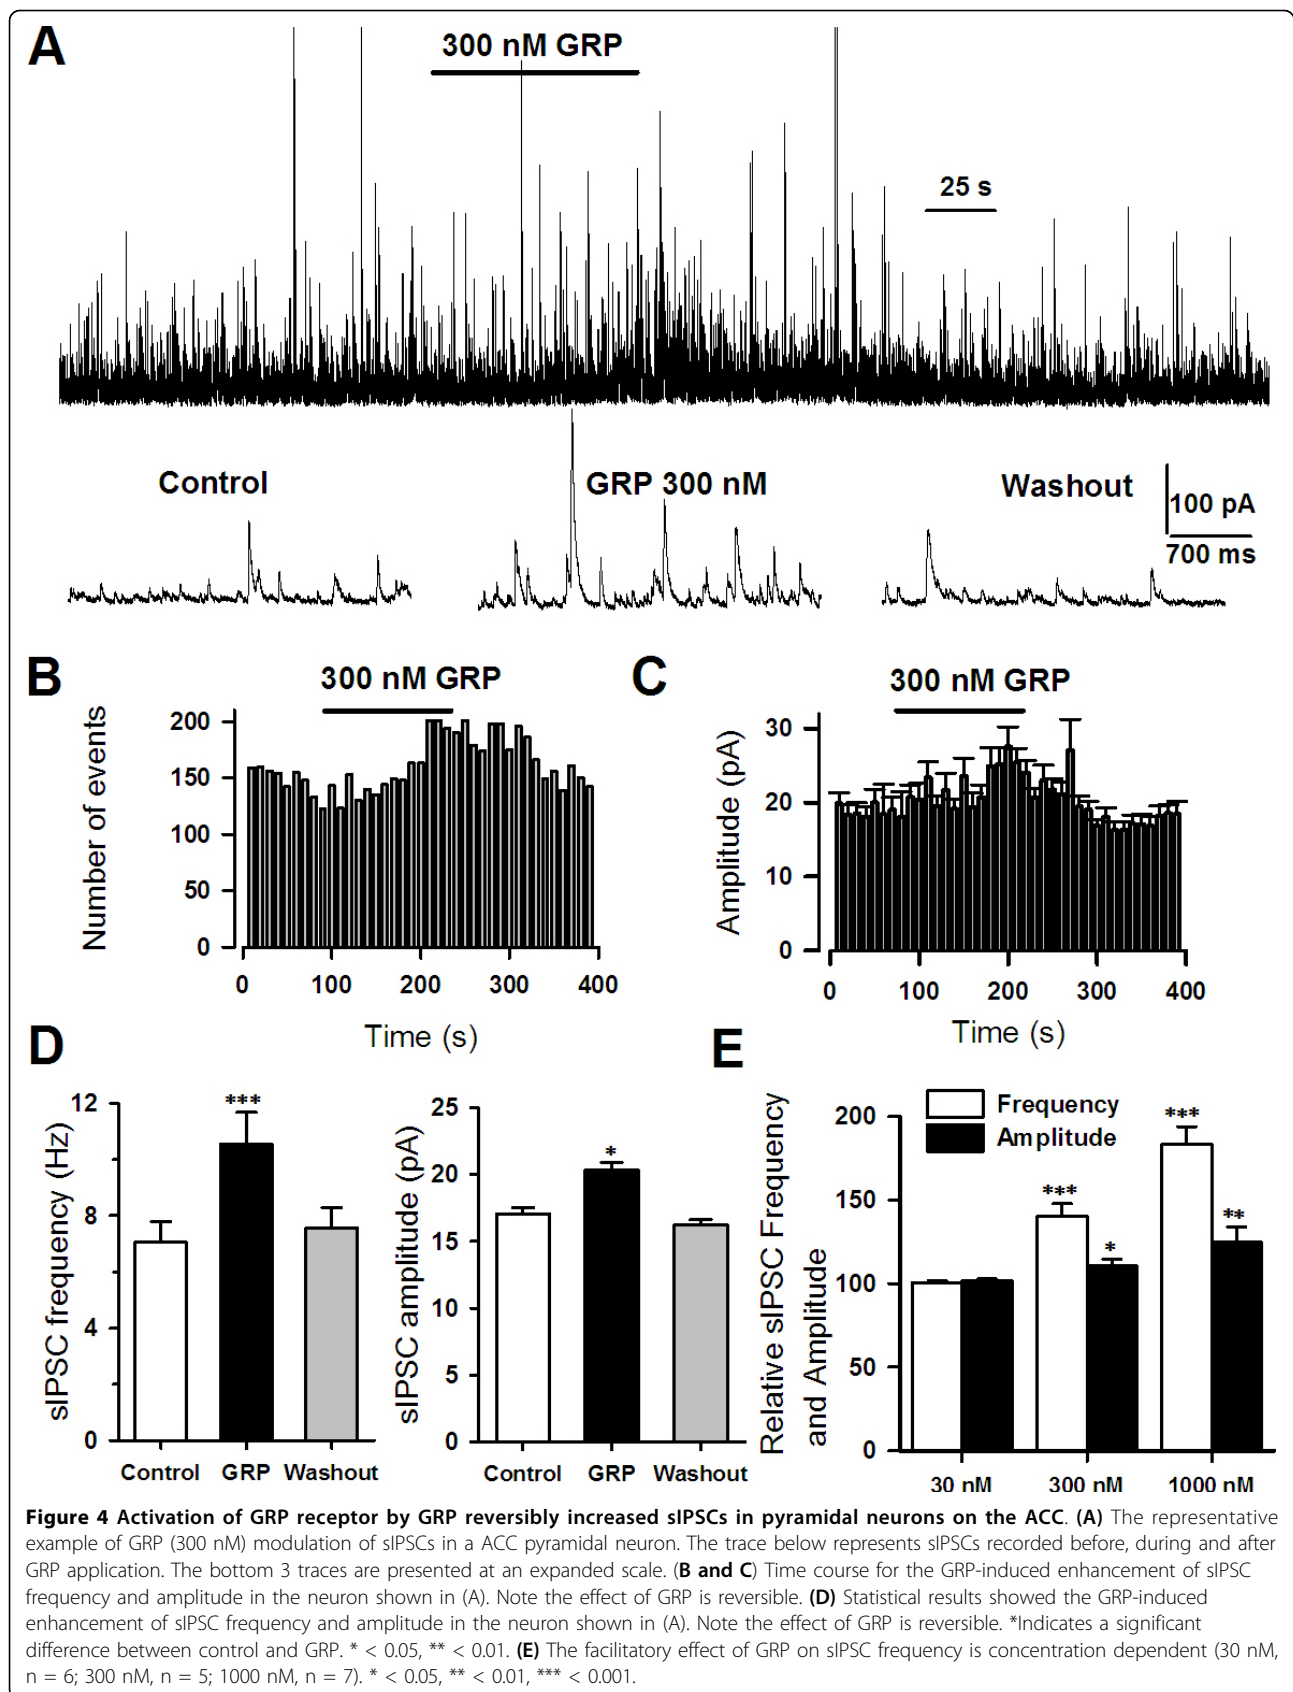 A
300 nM GRP
25 s
Control
GRP 300 nM
Washout
100 pA
700 ms
B
300 nM GRP
Number of events
200
150
100
50
0
0
100
200
300
400
Time (s)
C
300 nM GRP
Amplitude (pA)
30
20
10
0
0
100
200
300
400
Time (s)
D
sIPSC frequency (Hz)
12
8
4
0
***
Control
GRP
Washout
sIPSC amplitude (pA)
25
20
15
10
5
0
*
Control
GRP
Washout
E
Relative sIPSC Frequency
and Amplitude
200
150
100
50
0
Frequency
Amplitude
***
*
***
**
30 nM
300 nM
1000 nM
Figure 4 Activation of GRP receptor by GRP reversibly increased sIPSCs in pyramidal neurons on the ACC. (A) The representative
example of GRP (300 nM) modulation of sIPSCs in a ACC pyramidal neuron. The trace below represents sIPSCs recorded before, during and after
GRP application. The bottom 3 traces are presented at an expanded scale. (B and C) Time course for the GRP-induced enhancement of sIPSC
frequency and amplitude in the neuron shown in (A). Note the effect of GRP is reversible. (D) Statistical results showed the GRP-induced
enhancement of sIPSC frequency and amplitude in the neuron shown in (A). Note the effect of GRP is reversible. *Indicates a significant
difference between control and GRP. * < 0.05, ** < 0.01. (E) The facilitatory effect of GRP on sIPSC frequency is concentration dependent (30 nM,
n = 6; 300 nM, n = 5; 1000 nM, n = 7). * < 0.05, ** < 0.01, *** < 0.001.